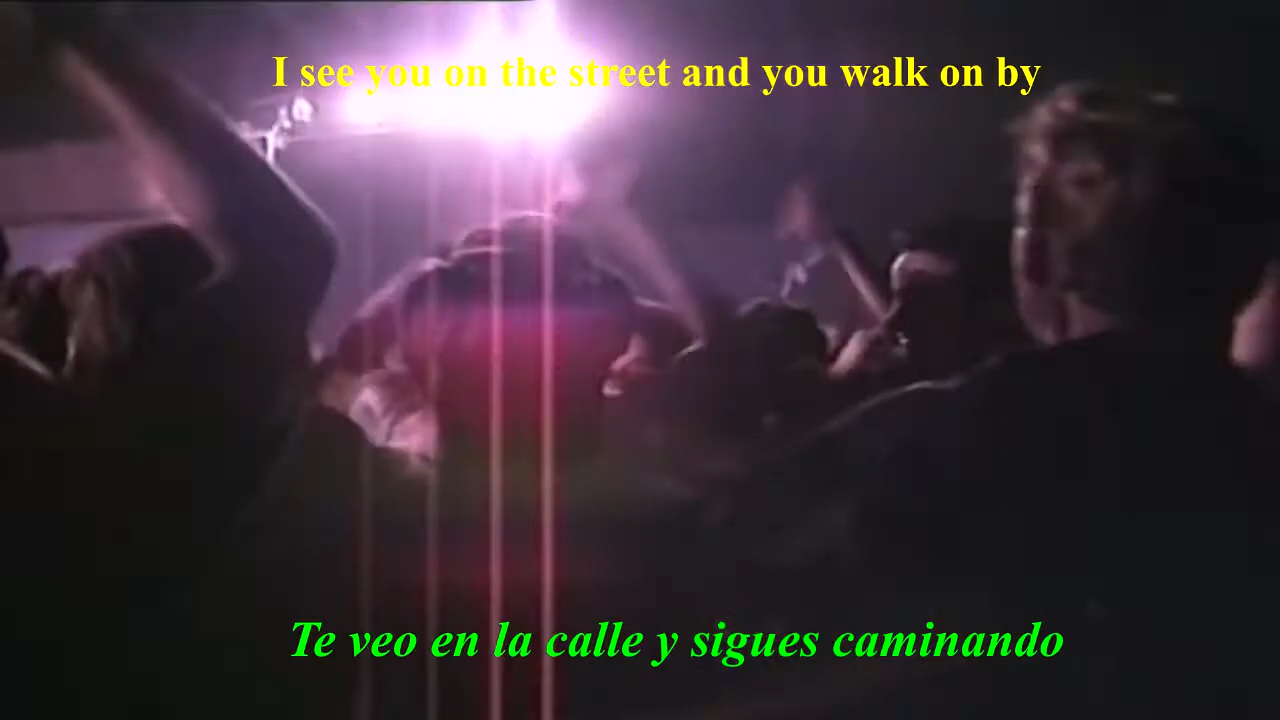 I see you on the street and you walk on by
Te veo en la calle y sigues caminando